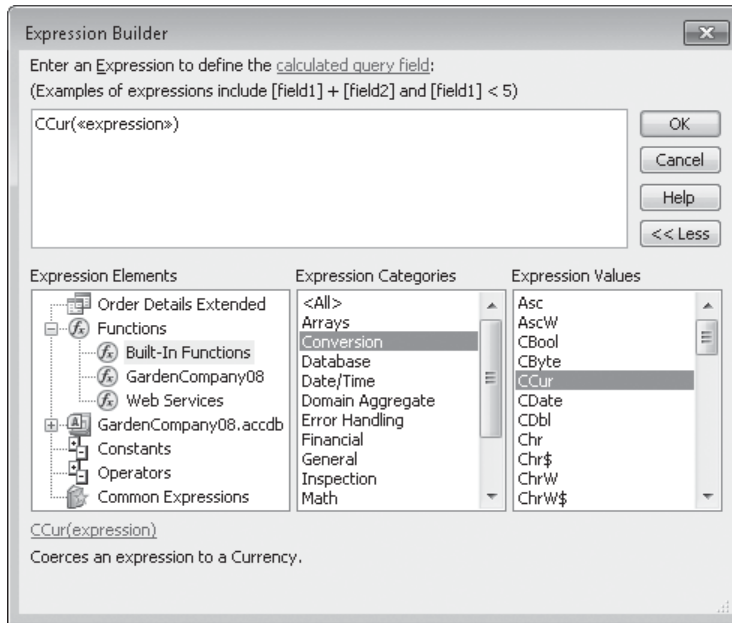 Expression Builder
Enter an Expression to define the calculated query field:
(Examples of expressions include [field1] + [field2] and [field1] < 5)
CCur(«expression»)
OK
Cancel
Help
<< Less
Expression Elements
Order Details Extended
Functions
Built-In Functions
GardenCompany08
Web Services
GardenCompany08.accdb
Constants
Operators
Common Expressions
Expression Categories
<All>
Arrays
Conversion
Database
Date/Time
Domain Aggregate
Error Handling
Financial
General
Inspection
Math
Expression Values
Asc
AscW
CBool
CByte
CCur
CDate
CDbl
Chr
Chr$
ChrW
ChrW$
CCur(expression)
Coerces an expression to a Currency.